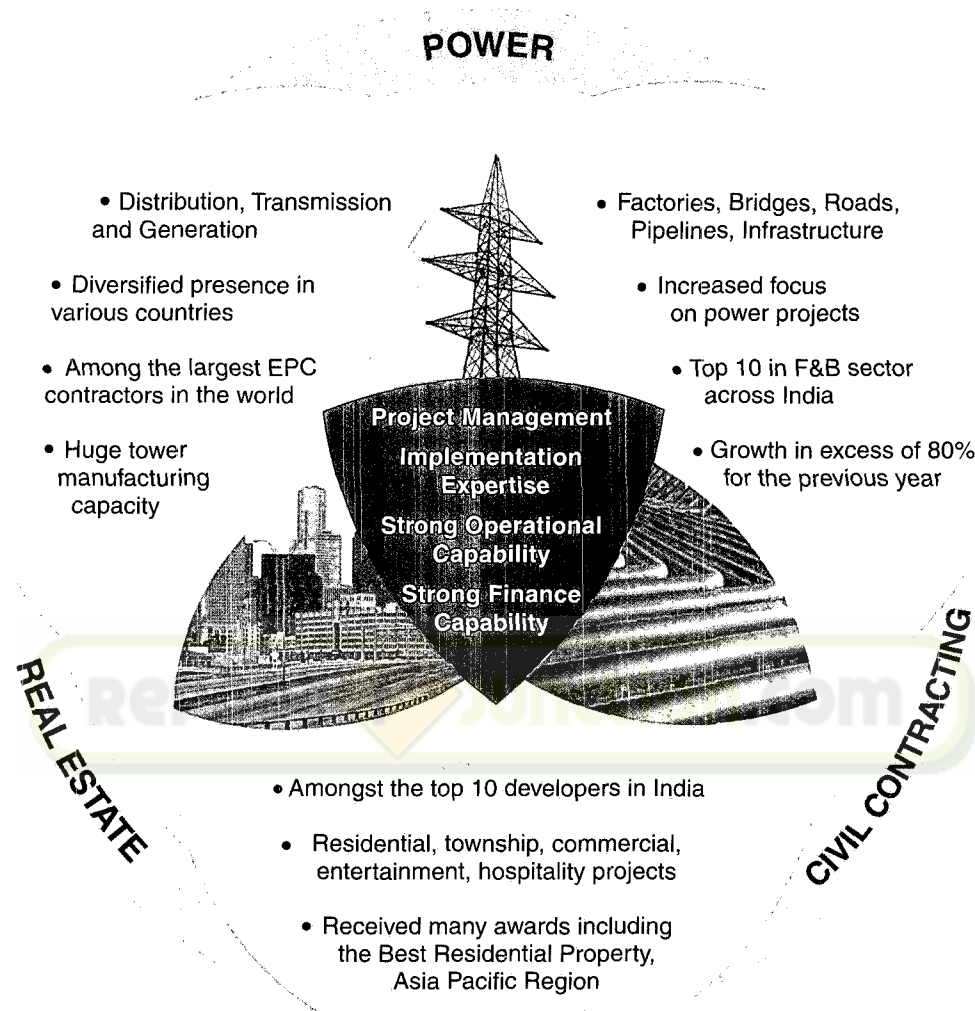 POWER
• Distribution, Transmission
and Generation
• Diversified presence in
various countries
• Among the largest EPC
contractors in the world
• Huge tower
manufacturing
capacity
• Factories, Bridges, Roads,
Pipelines, Infrastructure
• Increased focus
on power projects
• Top 10 in F&B sector
across India
• Growth in excess of 80%
for the previous year
Project Management
Implementation
Expertise
Strong Operational
Capability
Strong Finance
Capability
REAL ESTATE
CIVIL CONTRACTING
• Amongst the top 10 developers in India
• Residential, township, commercial,
entertainment, hospitality projects
• Received many awards including
the Best Residential Property,
Asia Pacific Region